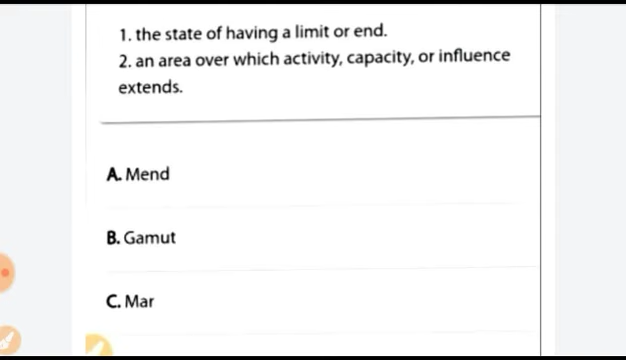 1. the state of having a limit or end.
2. an area over which activity, capacity, or influence
extends.
A. Mend
B. Gamut
C. Mar